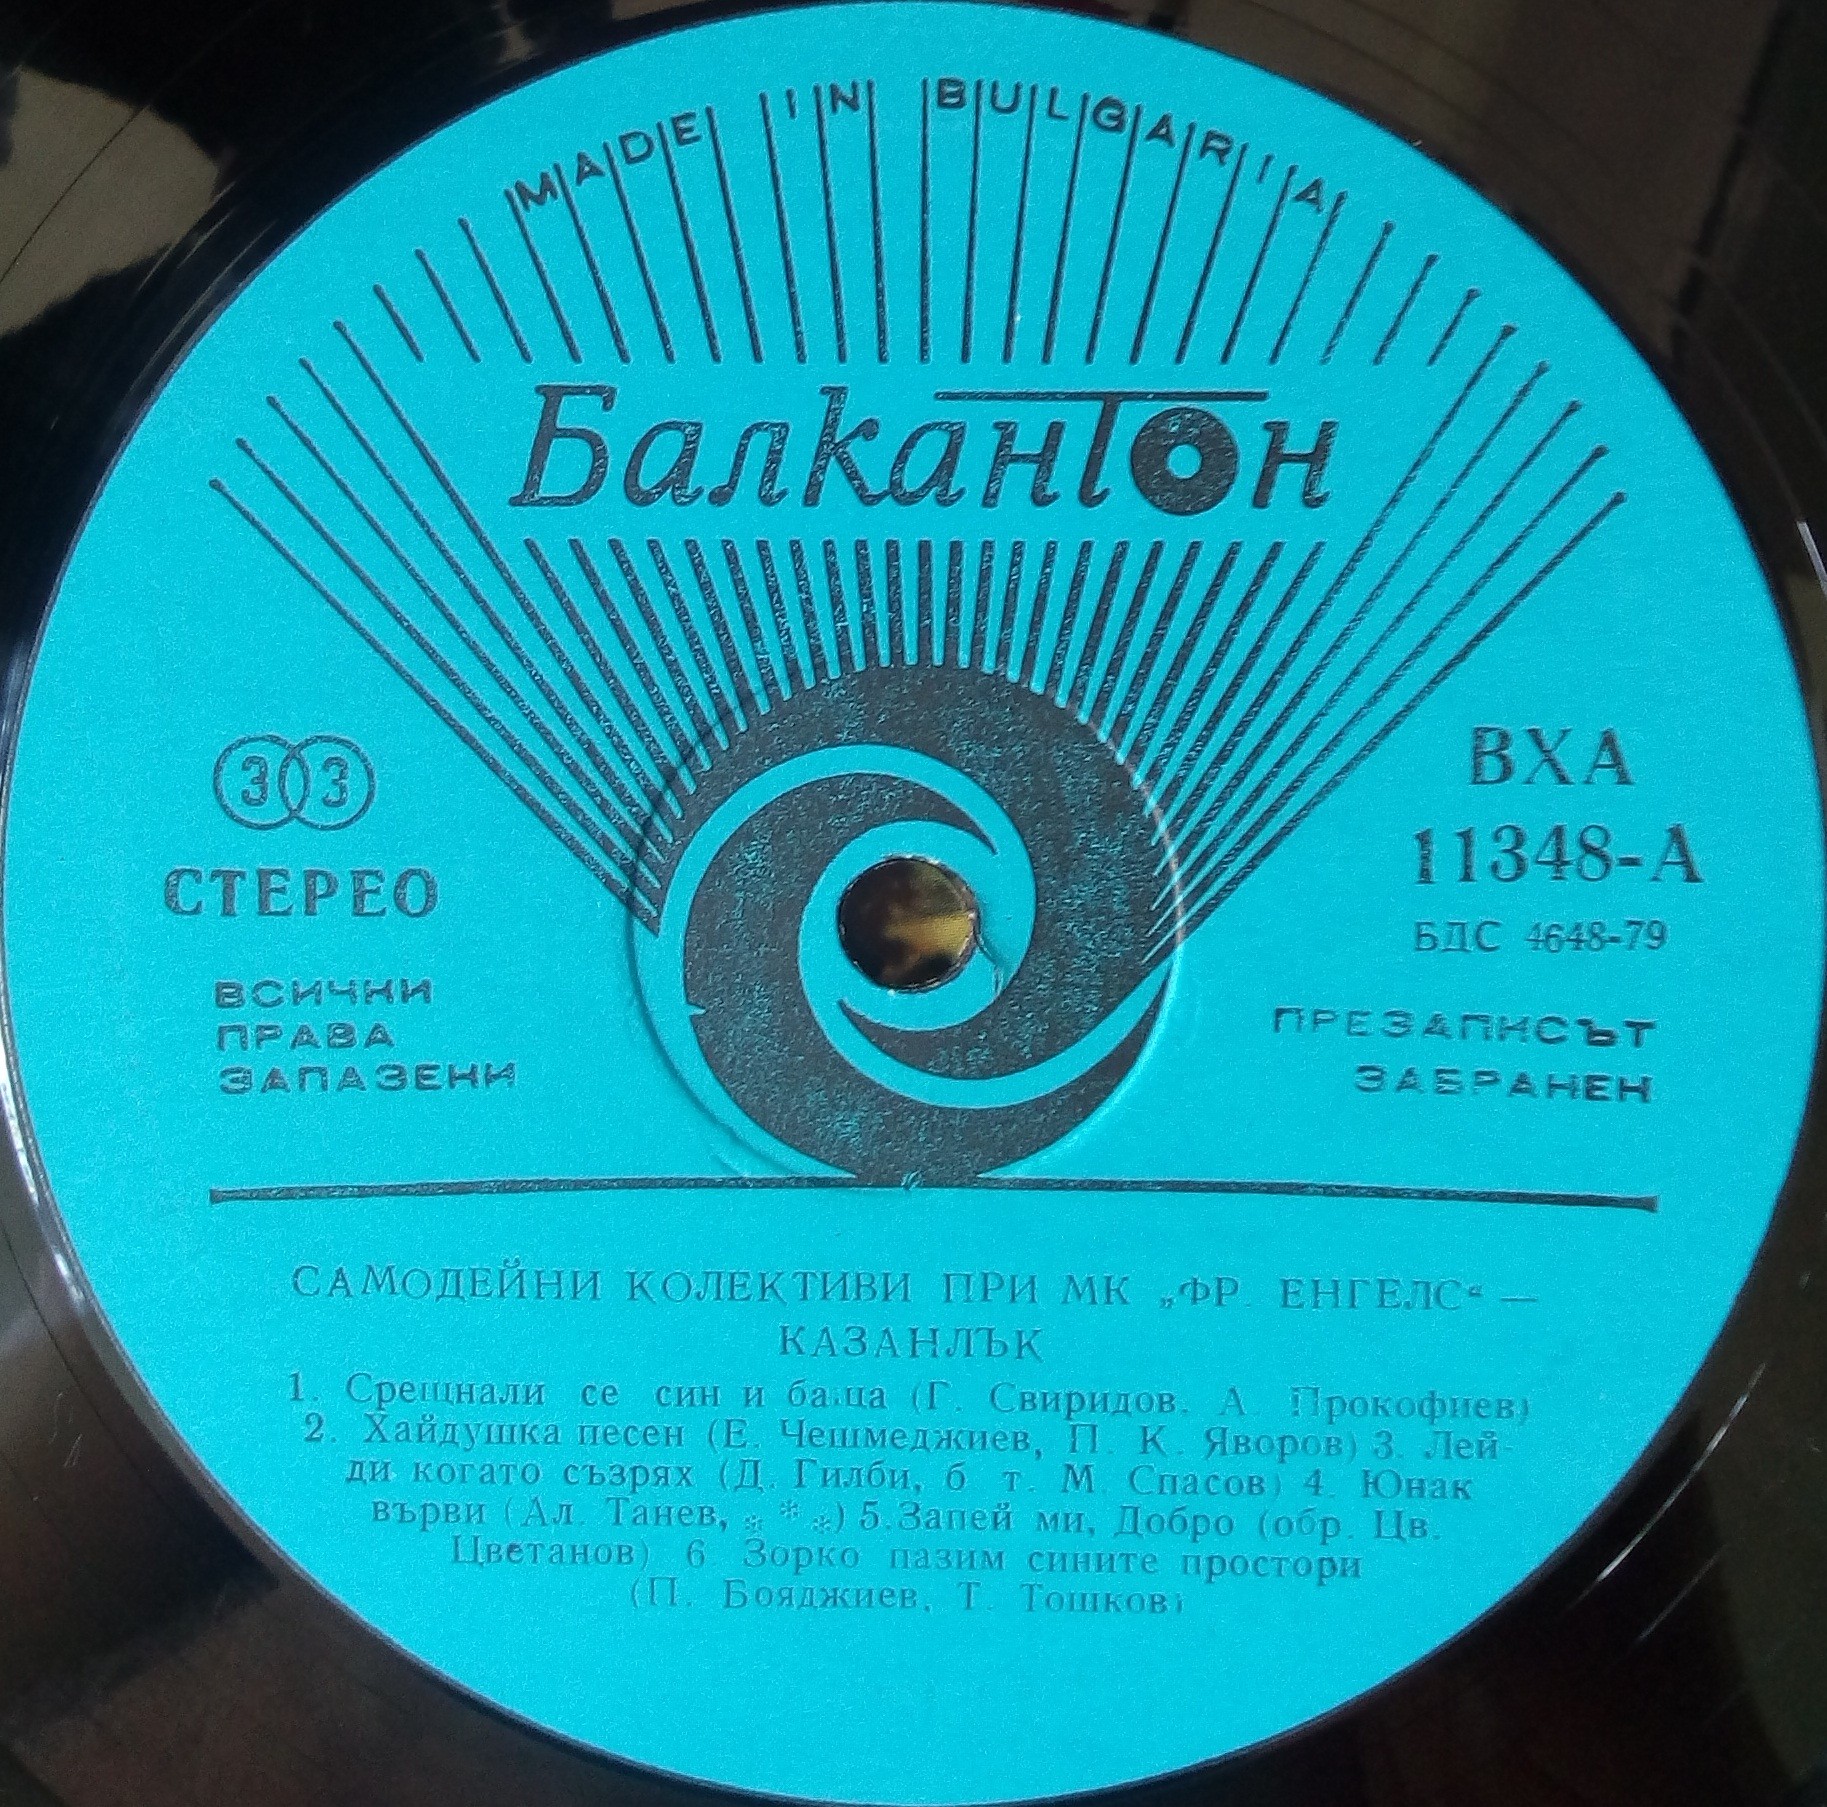 MADE IN BULGARIA
Балкантон
33
СТЕРЕО
ВСИЧКИ
ПРАВА
ЗАПАЗЕНИ
ВХА
11348-А
БДС 4648-79
ПРЕЗАПИСЪТ
ЗАБРАНЕН
САМОДЕЙНИ КОЛЕКТИВИ ПРИ МК „ФР. ЕНГЕЛС“ —
КАЗАНЛЪК
1. Срещнали се син и баща (Г. Свиридов, А. Прокофиев)
2. Хайдушка песен (Е. Чешмеджиев, П. К. Яворов) 3. Лей-
ди когато съзрях (Д. Гилби, б. т. М. Спасов) 4. Юнак
върви (Ал. Танев, * * *) 5. Запей ми, Добро (обр. Цв.
Цветанов) 6. Зорко пазим сините простори
(П. Бояджиев, Т. Тошков)